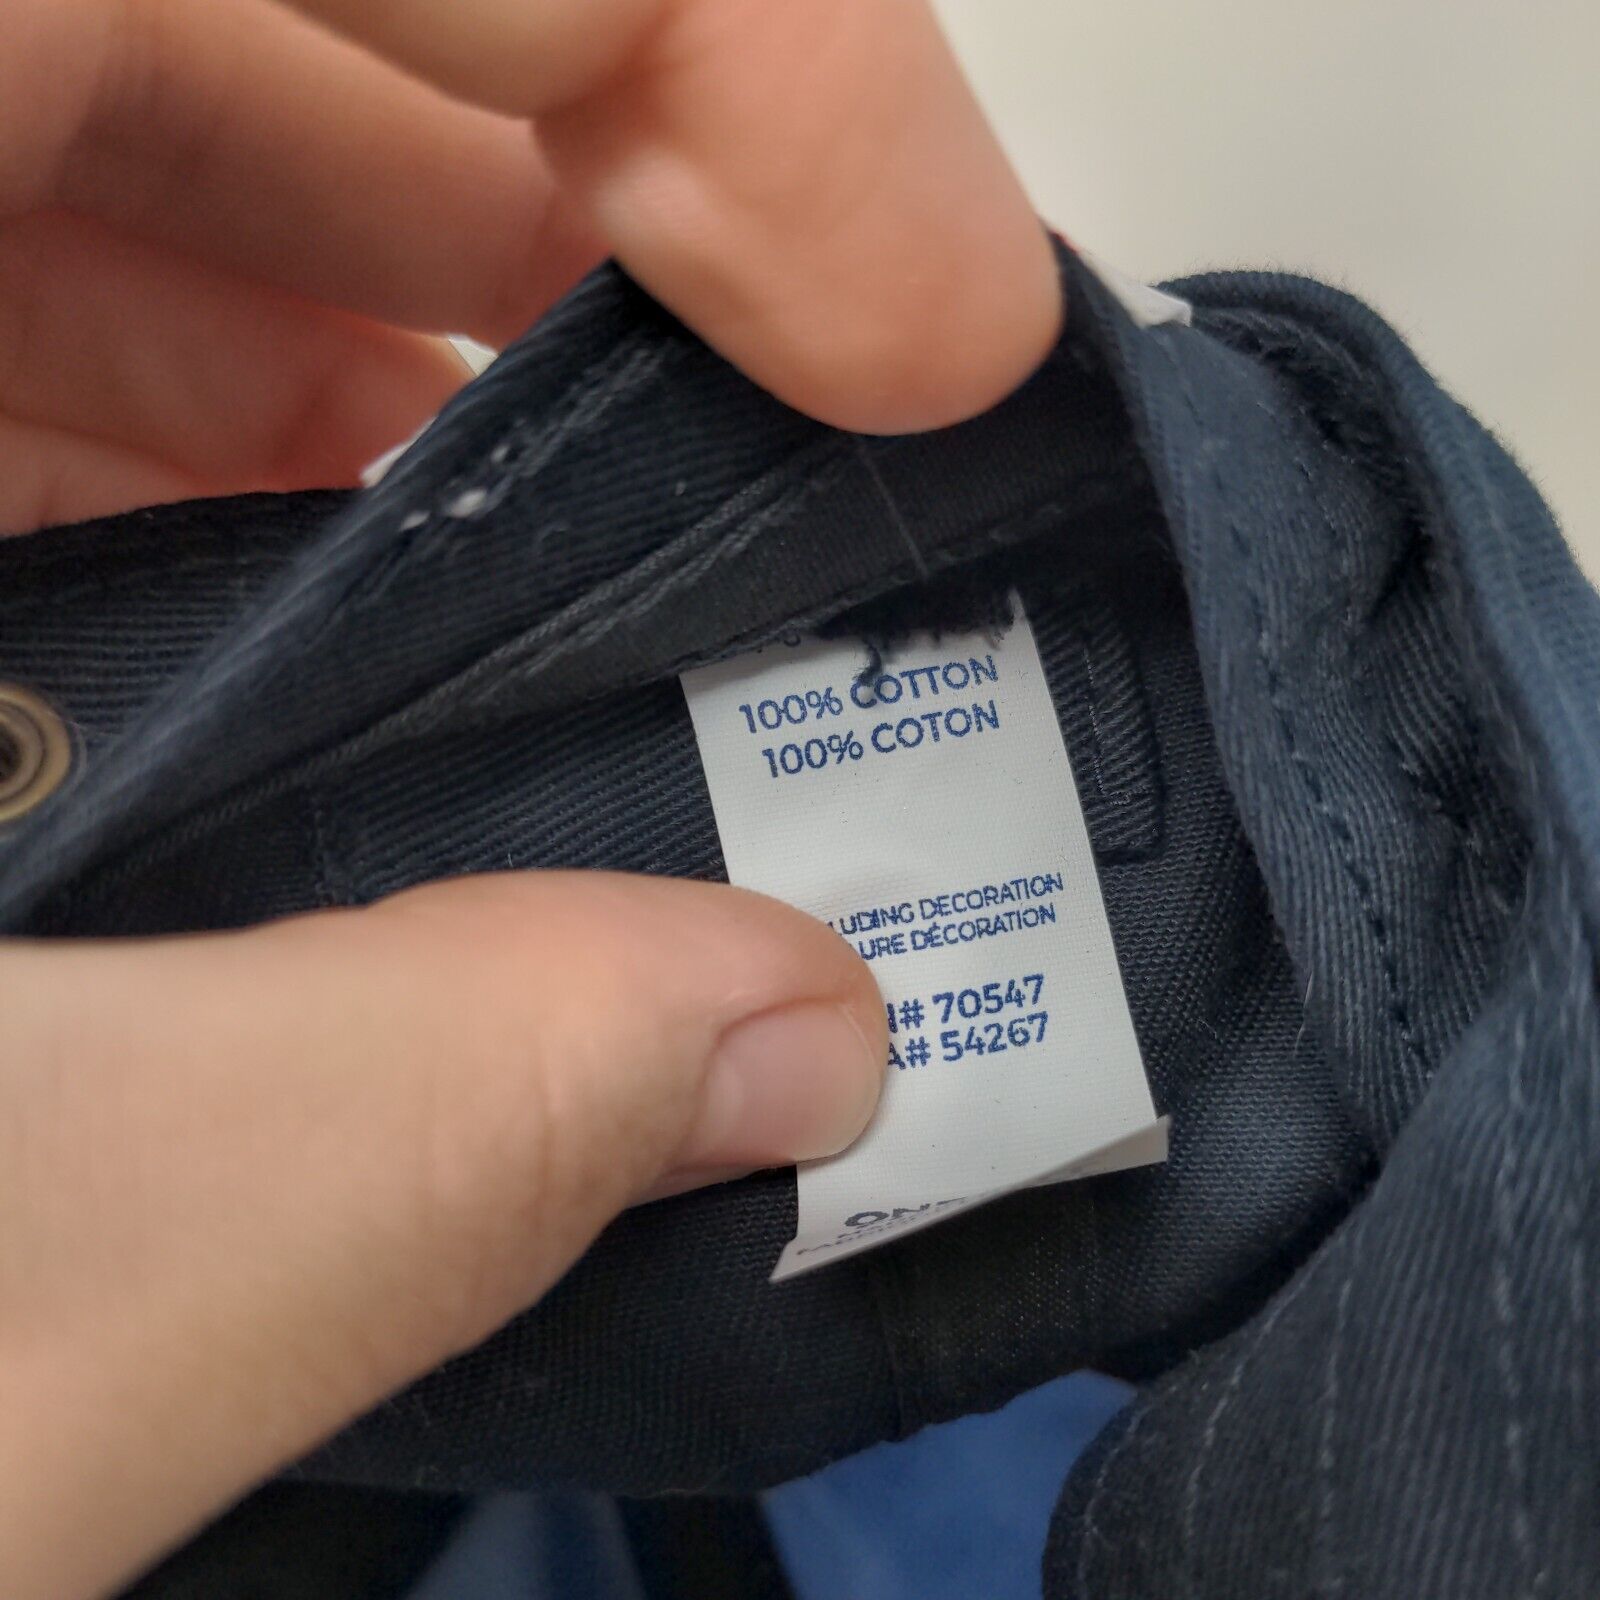 100% COTTON
100% COTON
LUDING DECORATION
URE DÉCORATION
# 70547
A# 54267